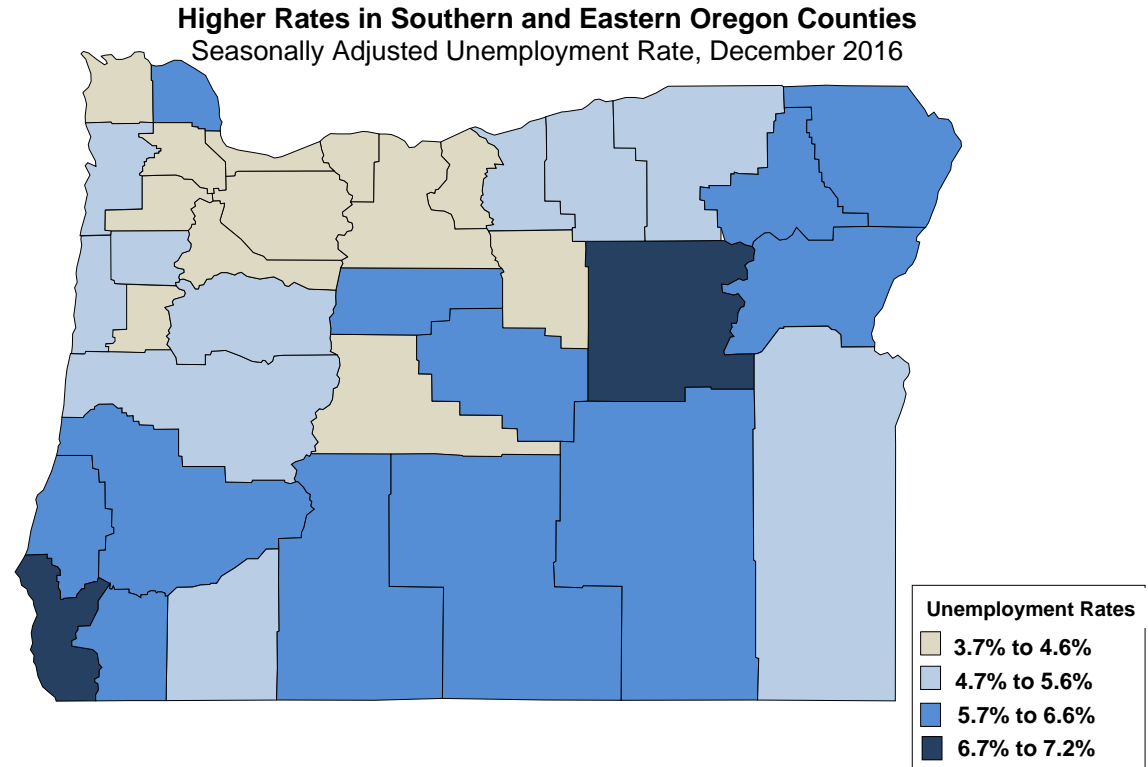 Higher Rates in Southern and Eastern Oregon Counties
Seasonally Adjusted Unemployment Rate, December 2016
Unemployment Rates
3.7% to 4.6%
4.7% to 5.6%
5.7% to 6.6%
6.7% to 7.2%